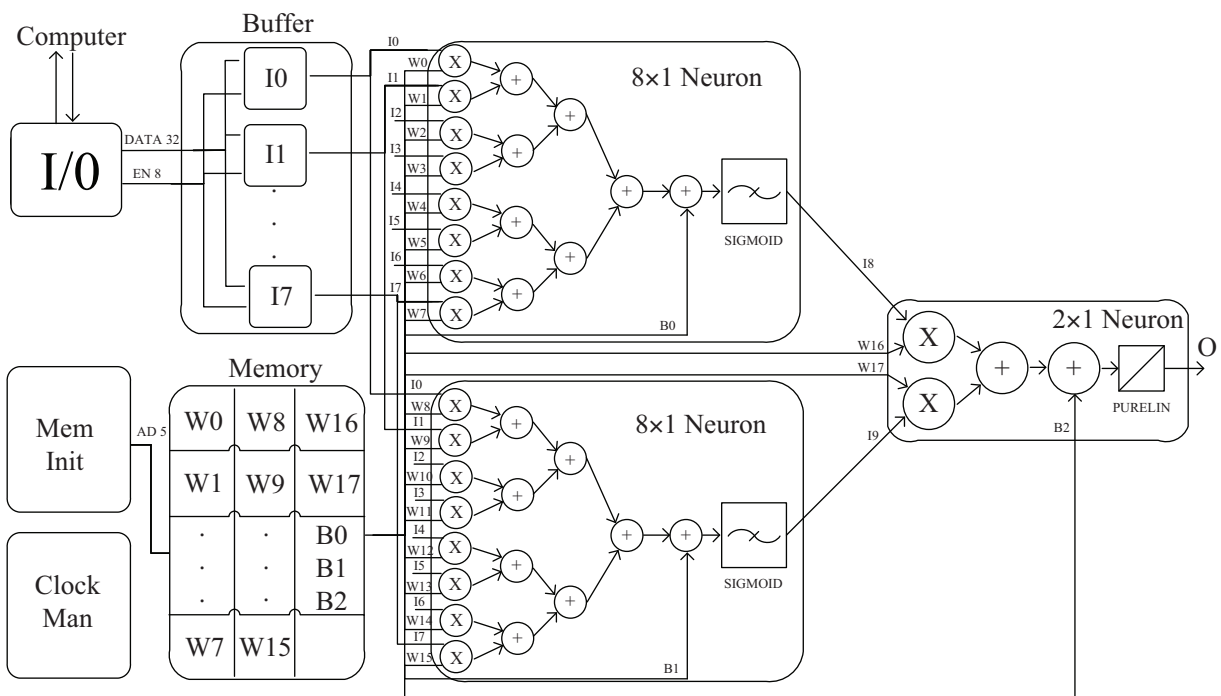 Computer
I/0
DATA 32
EN 8
Buffer
I0
I1
.
.
.
I7
Mem
Init
AD 5
Clock
Man
Memory
W0 W8 W16
W1 W9 W17
. . B0
. . B1
. . B2
W7 W15
8×1 Neuron
I0
W0
X
I1
W1
X
I2
W2
X
I3
W3
X
I4
W4
X
I5
W5
X
I6
W6
X
I7
W7
X
+
+
+
+
+
+
+
+
B0
SIGMOID
8×1 Neuron
I0
W8
X
I1
W9
X
I2
W10
X
I3
W11
X
I4
W12
X
I5
W13
X
I6
W14
X
I7
W15
X
+
+
+
+
+
+
+
+
B1
SIGMOID
I8
W16
W17
I9
2×1 Neuron
X
X
+
+
PURELIN
B2
O